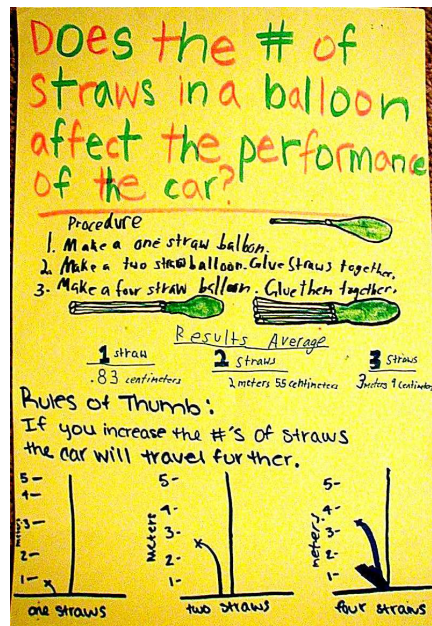 Does the # of
straws in a balloon
affect the performance
of the car?
Procedure
1. Make a one straw balloon.
2. Make a two straw balloon. Glue Straws together.
3- Make a four straw balloon. Glue them together.
Results Average
1 straw
.83 centimeters
2 straws
2 meters 55 centimeters
3 straws
3 meters 9 centimeters
Rules of Thumb:
If you increase the #'s of straws
the car will travel further.
5-
4-
3-
2-
1-
meters
one straws
5-
4-
3-
2-
1-
Meters
two straws
5-
4-
3-
2-
1-
meters
four straws